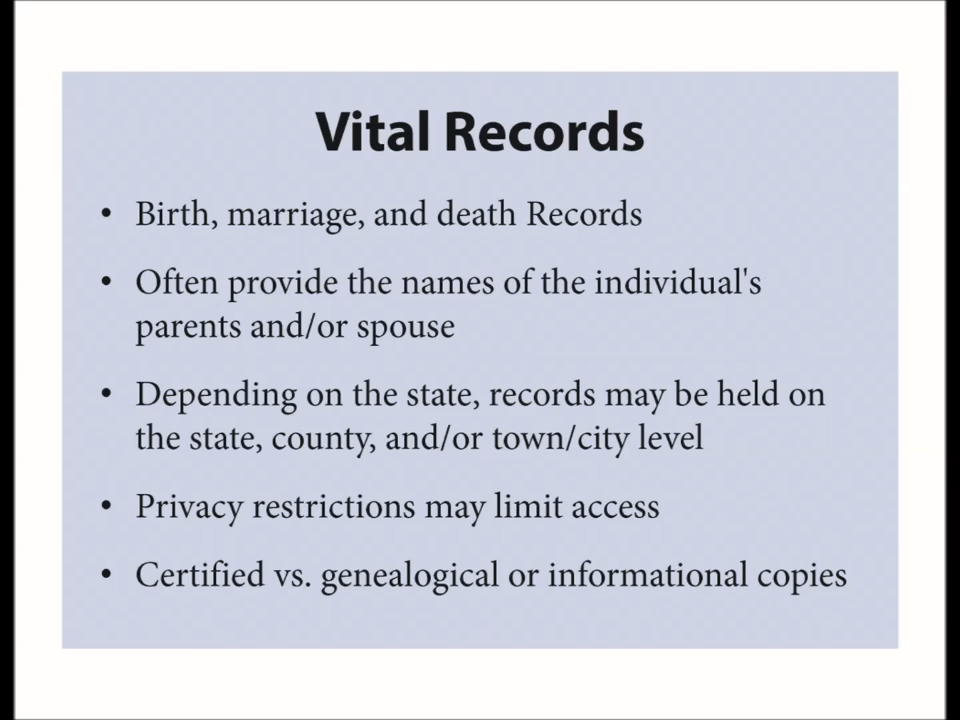 Vital Records
• Birth, marriage, and death Records
• Often provide the names of the individual's
parents and/or spouse
• Depending on the state, records may be held on
the state, county, and/or town/city level
• Privacy restrictions may limit access
• Certified vs. genealogical or informational copies